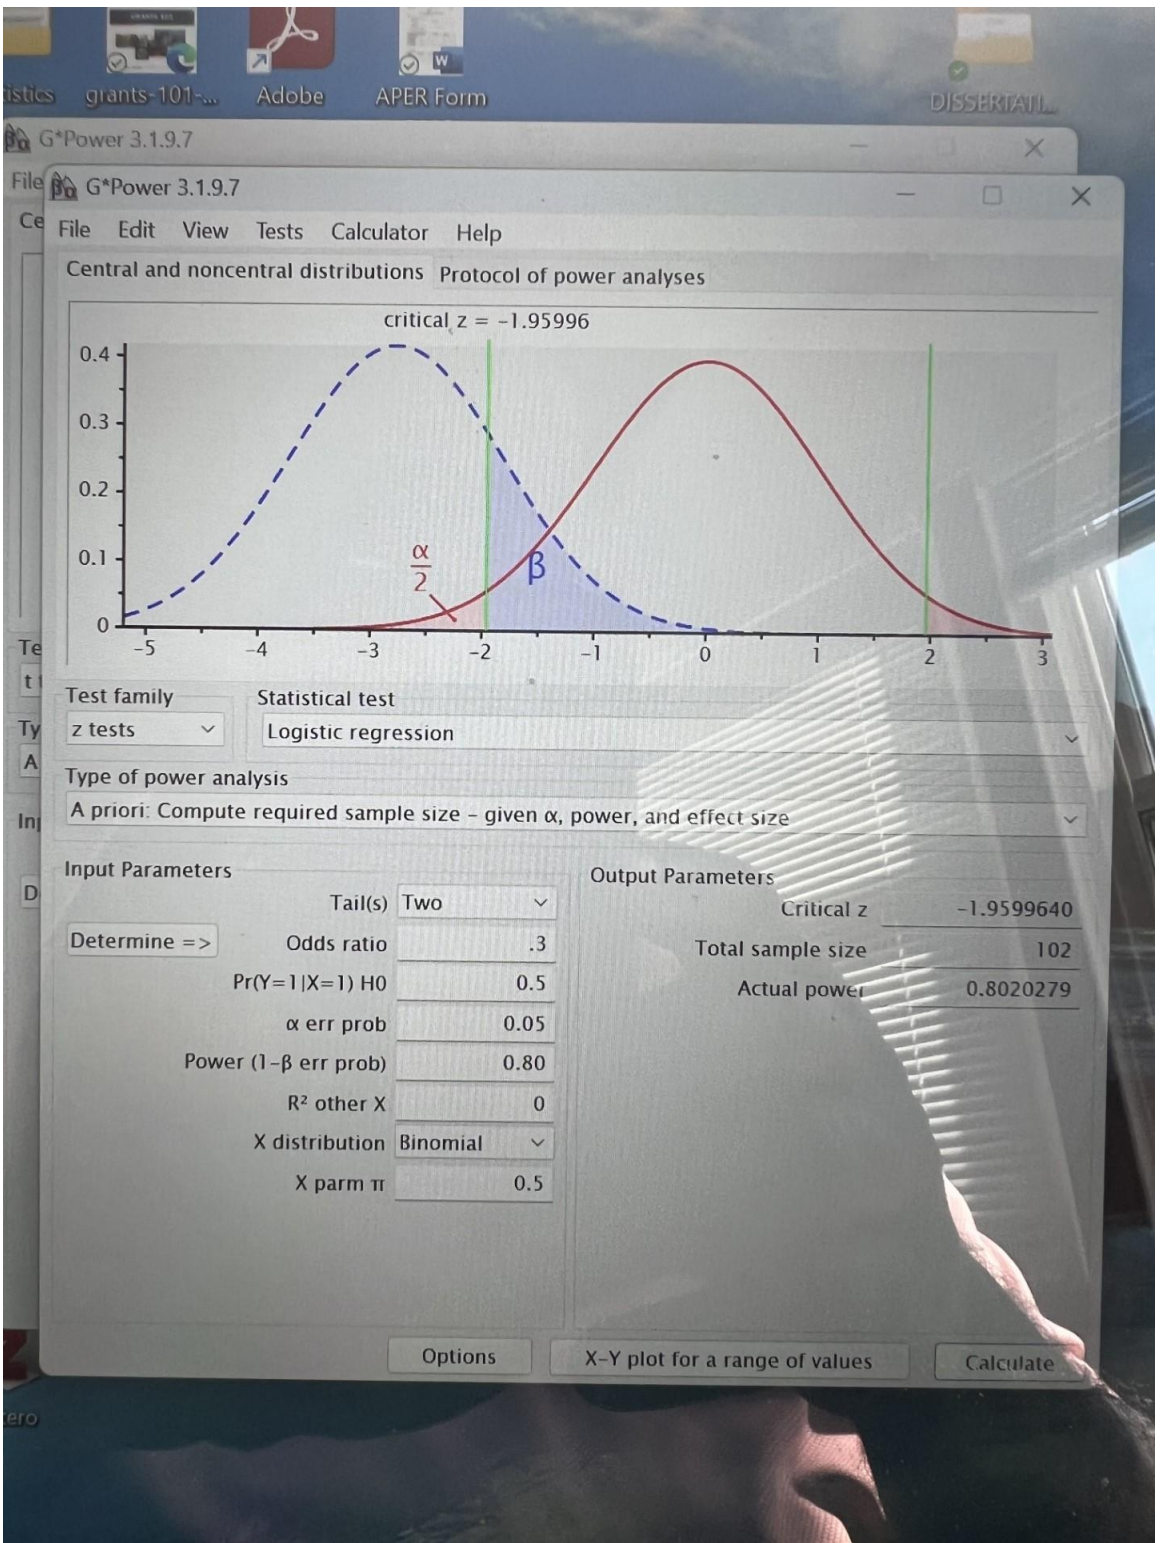 istics grants-101-... Adobe APER Form DISSERTATI...
G*Power 3.1.9.7
File
G*Power 3.1.9.7
Ce
File Edit View Tests Calculator Help
Central and noncentral distributions Protocol of power analyses
critical z = -1.95996
0.4
0.3
0.2
0.1
0
α
2
β
-5 -4 -3 -2 -1 0 1 2 3
Te
Test family Statistical test
z tests Logistic regression
Ty
Type of power analysis
A
A priori: Compute required sample size - given α, power, and effect size
Inp
Input Parameters Output Parameters
D
Tail(s) Two Critical z -1.9599640
Determine => Odds ratio .3 Total sample size 102
Pr(Y=1|X=1) H0 0.5 Actual power 0.8020279
α err prob 0.05
Power (1-β err prob) 0.80
R² other X 0
X distribution Binomial
X parm π 0.5
Options X-Y plot for a range of values Calculate
tero